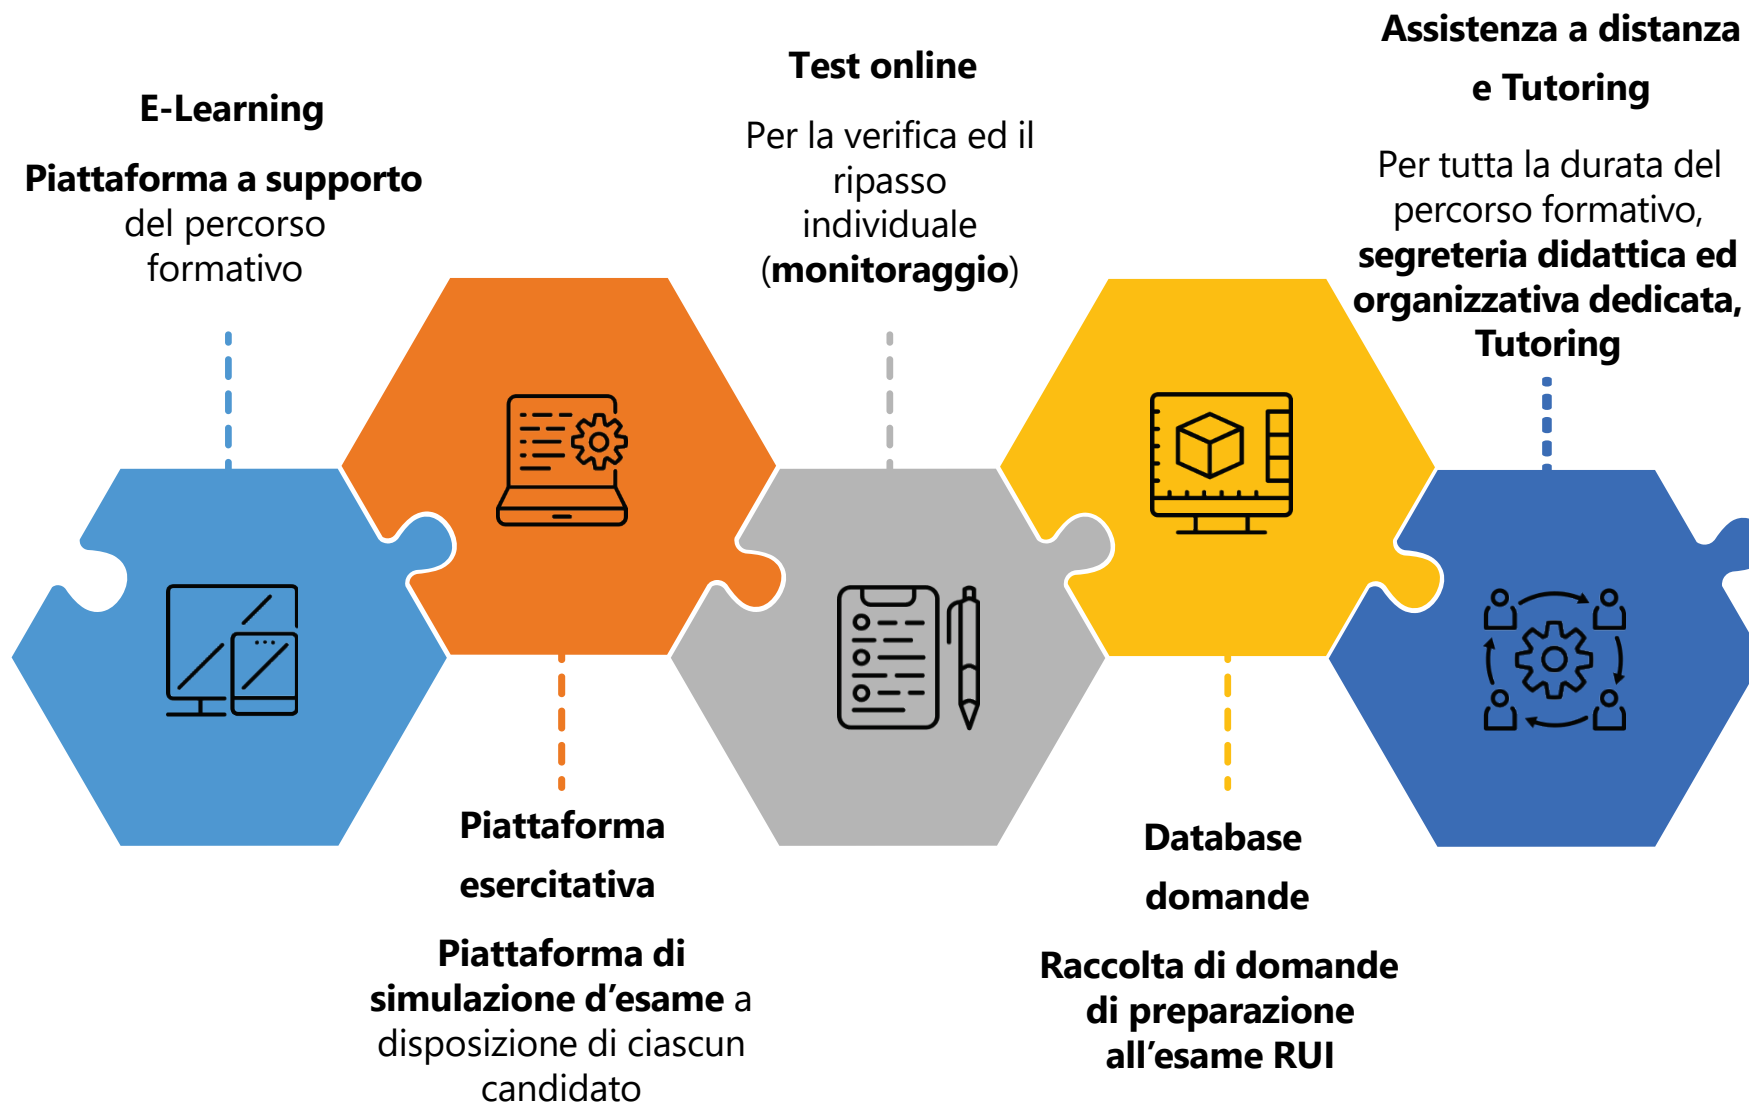 E-Learning
Piattaforma a supporto
del percorso
formativo
Piattaforma
esercitativa
Piattaforma di
simulazione d’esame a
disposizione di ciascun
candidato
Test online
Per la verifica ed il
ripasso
individuale
(monitoraggio)
Database
domande
Raccolta di domande
di preparazione
all’esame RUI
Assistenza a distanza
e Tutoring
Per tutta la durata del
percorso formativo,
segreteria didattica ed
organizzativa dedicata,
Tutoring